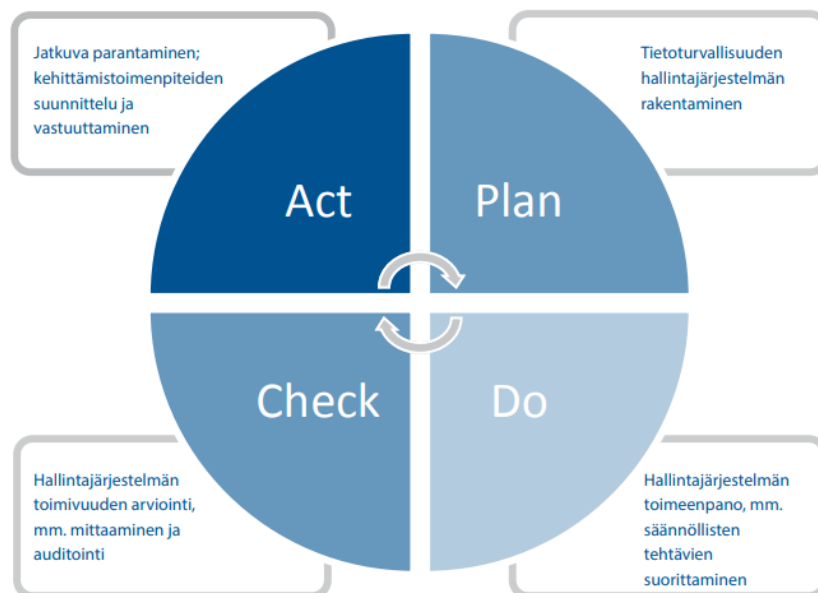 Jatkuva parantaminen;
kehittämistoimenpiteiden
suunnittelu ja
vastuuttaminen
Tietoturvallisuuden
hallintajärjestelmän
rakentaminen
Act
Plan
Check
Do
Hallintajärjestelmän
toimivuuden arviointi,
mm. mittaaminen ja
auditointi
Hallintajärjestelmän
toimeenpano, mm.
säännöllisten
tehtävien
suorittaminen